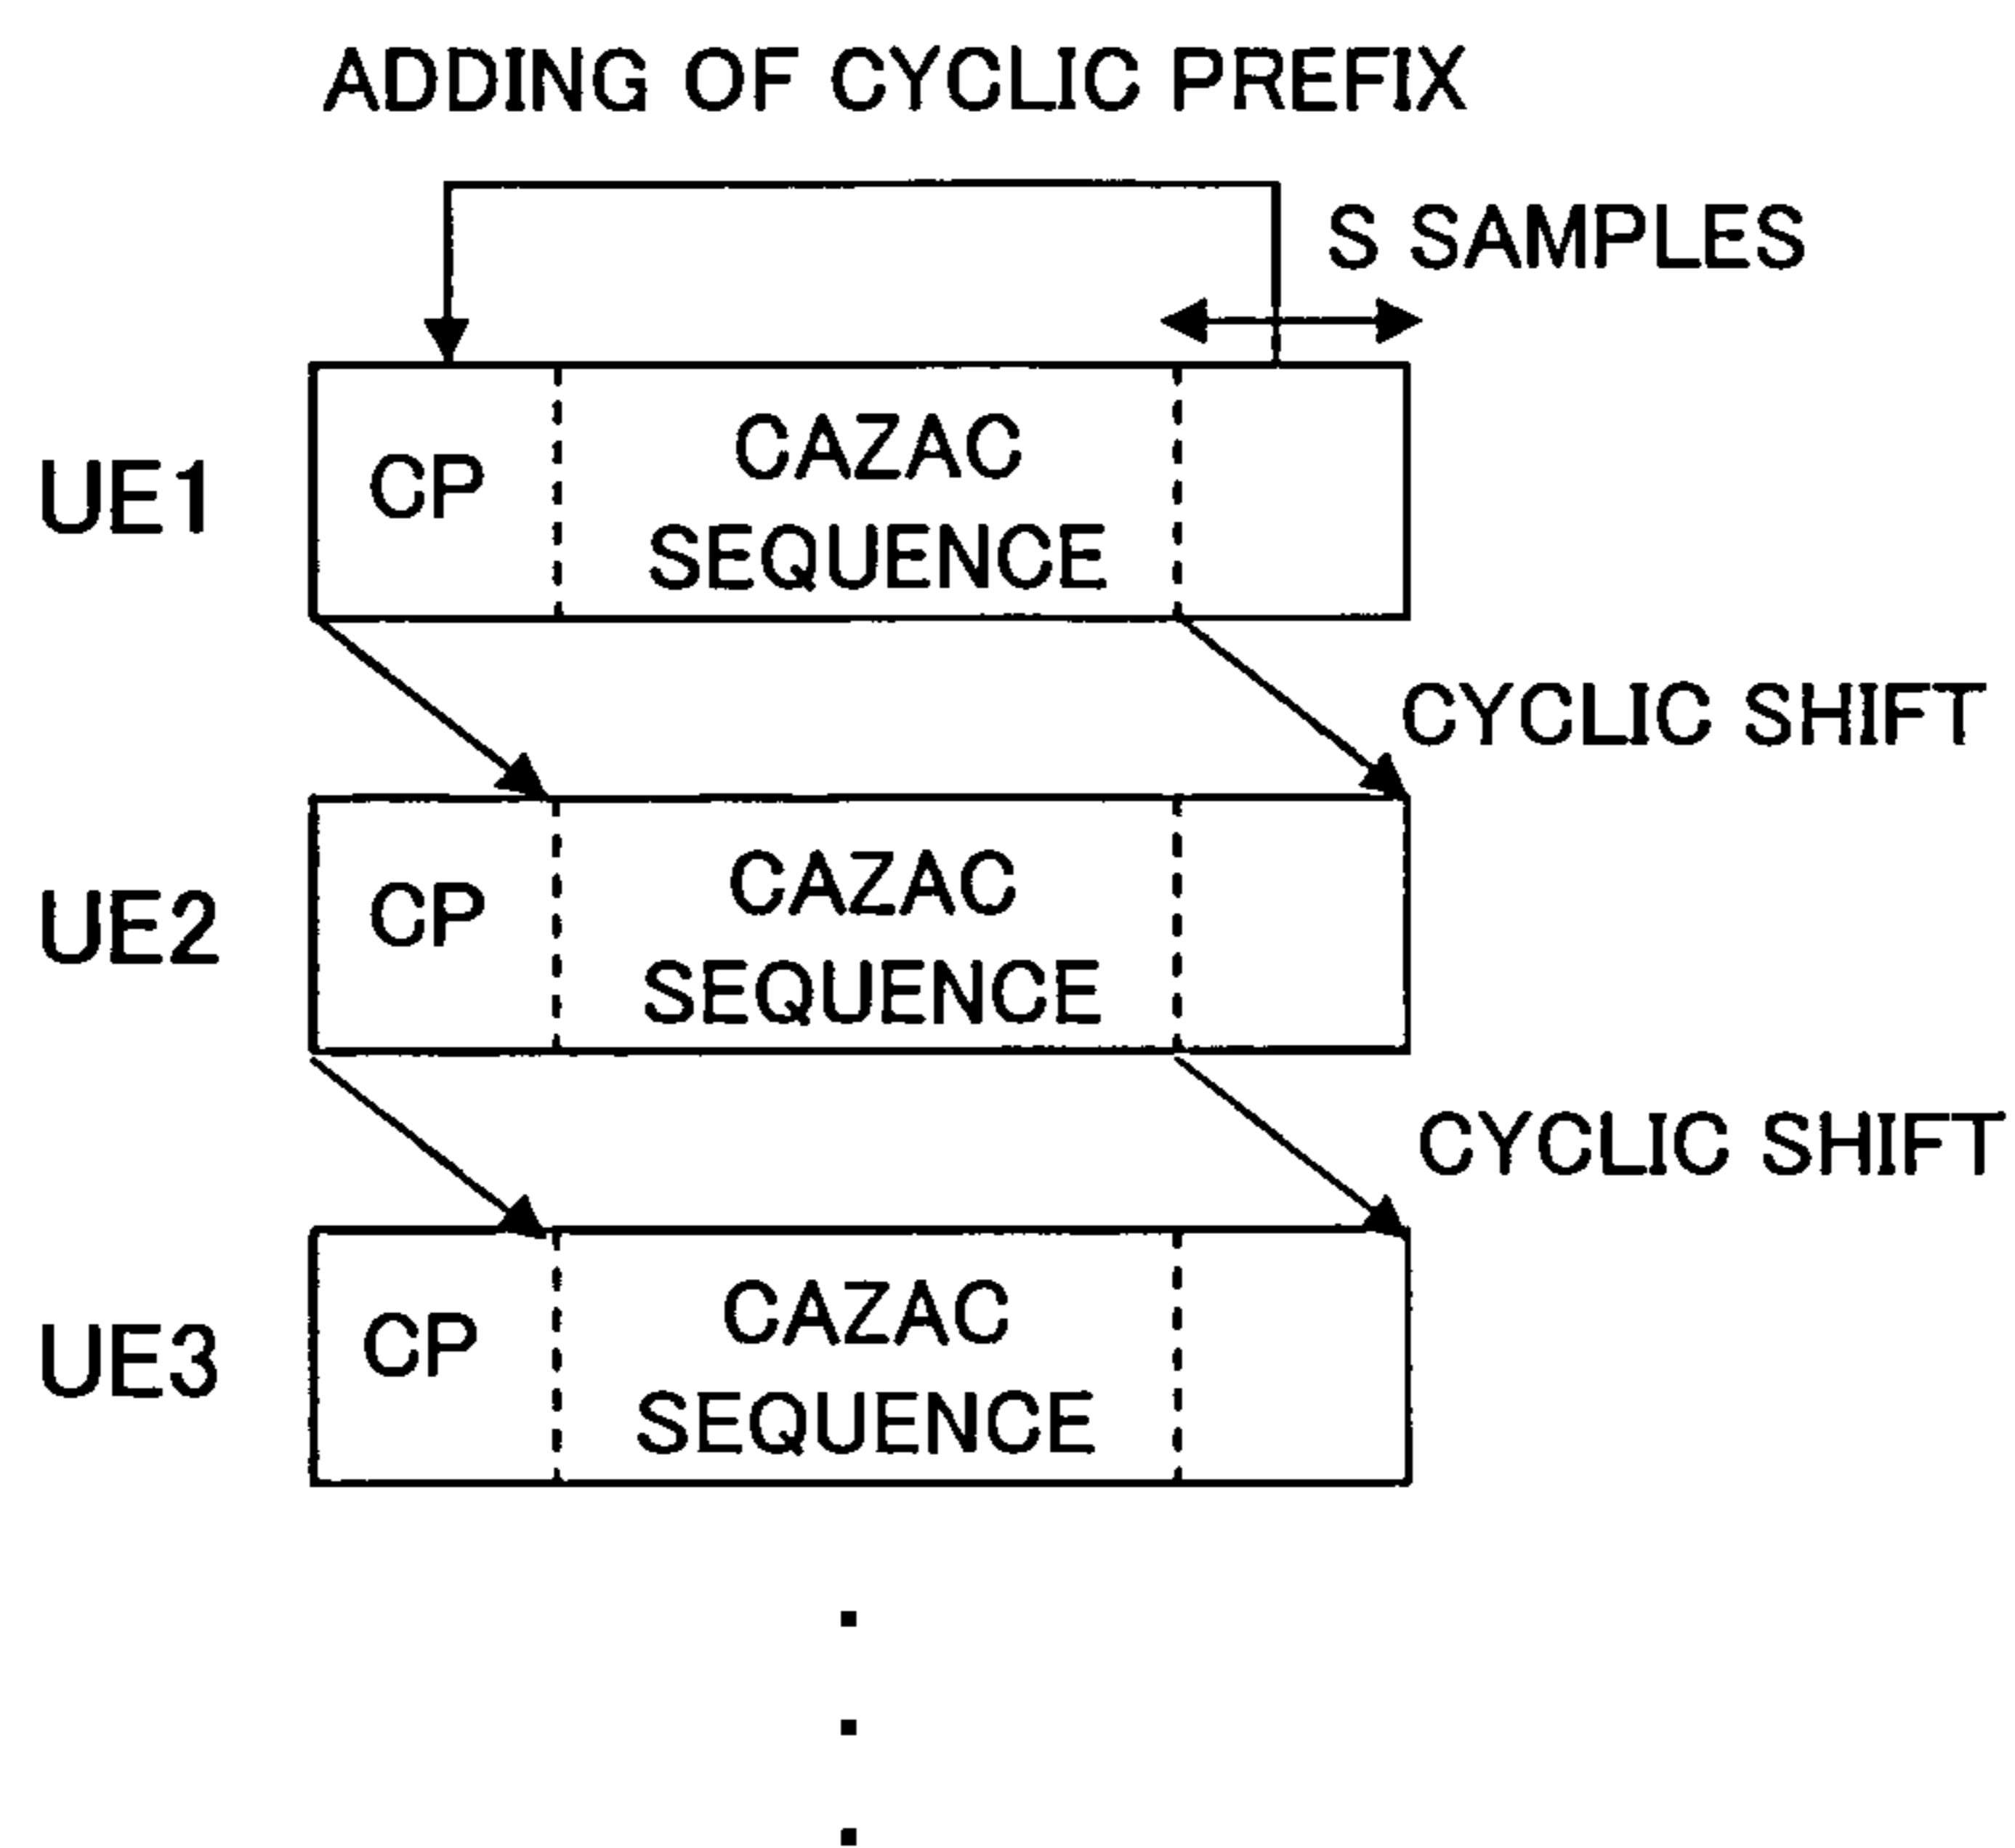 ADDING OF CYCLIC PREFIX
S SAMPLES
UE1
CP
CAZAC
SEQUENCE
CYCLIC SHIFT
UE2
CP
CAZAC
SEQUENCE
CYCLIC SHIFT
UE3
CP
CAZAC
SEQUENCE